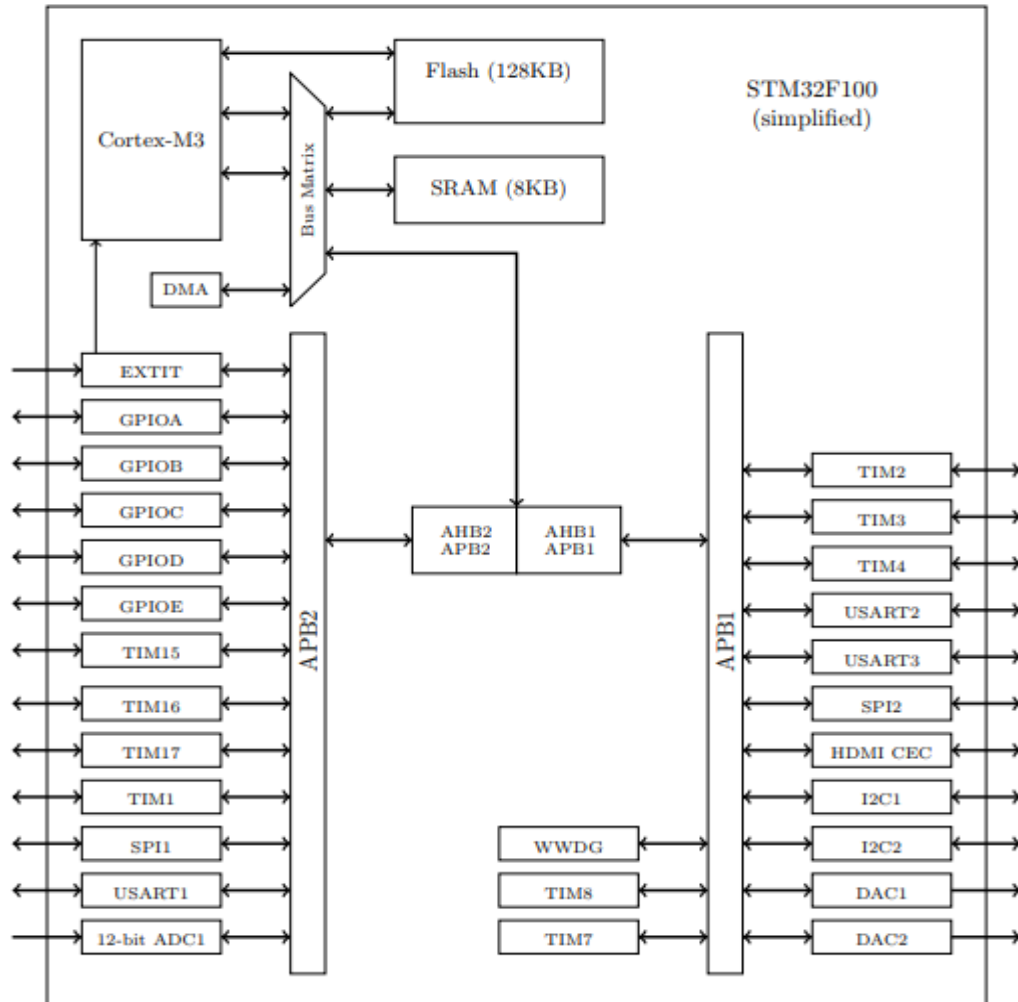 Flash (128KB)
STM32F100
(simplified)
Cortex-M3
Bus Matrix
SRAM (8KB)
DMA
EXTIT
GPIOA
GPIOB
GPIOC
GPIOD
GPIOE
TIM15
TIM16
TIM17
TIM1
SPI1
USART1
12-bit ADC1
APB2
AHB2
APB2
AHB1
APB1
WWDG
TIM8
TIM7
APB1
TIM2
TIM3
TIM4
USART2
USART3
SPI2
HDMI CEC
I2C1
I2C2
DAC1
DAC2